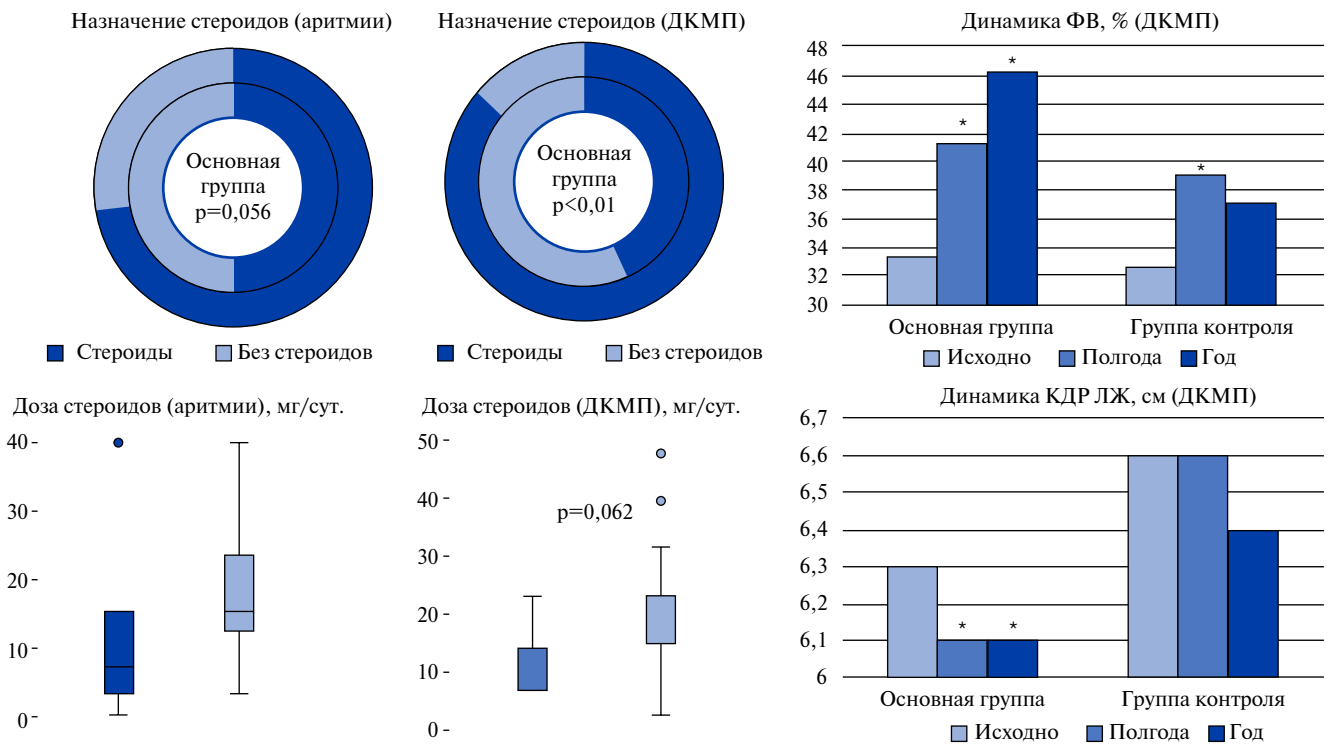 Назначение стероидов (аритмии)
Основная
группа
p=0,056
Стероиды
Без стероидов
Назначение стероидов (ДКМП)
Основная
группа
p<0,01
Стероиды
Без стероидов
Динамика ФВ, % (ДКМП)
48
46
44
42
40
38
36
34
32
30
*
*
*
Основная группа
Группа контроля
Исходно
Полгода
Год
Доза стероидов (аритмии), мг/сут.
40
30
20
10
0
Доза стероидов (ДКМП), мг/сут.
50
40
30
20
10
0
p=0,062
Динамика КДР ЛЖ, см (ДКМП)
6,7
6,6
6,5
6,4
6,3
6,2
6,1
6
*
*
Основная группа
Группа контроля
Исходно
Полгода
Год